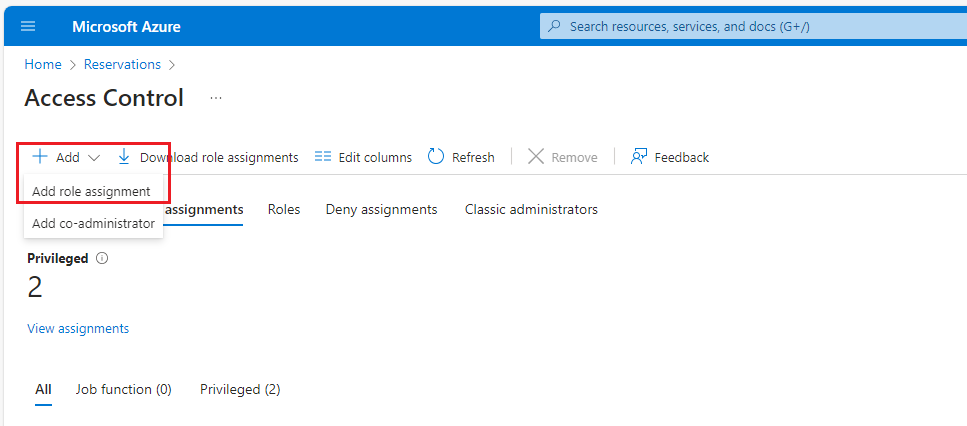 Microsoft Azure
Search resources, services, and docs (G+/)
Home > Reservations >
Access Control ...
+ Add Download role assignments Edit columns Refresh Remove Feedback
Add role assignment
assignments Roles Deny assignments Classic administrators
Add co-administrator
Privileged
2
View assignments
All Job function (0) Privileged (2)